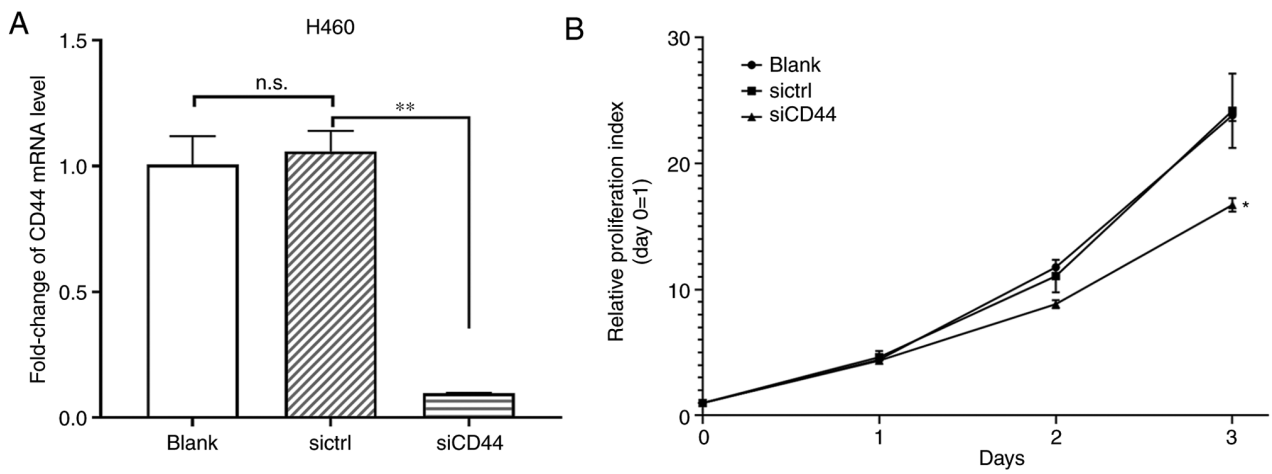 A
H460
Fold-change of CD44 mRNA level
1.5
1.0
0.5
0.0
n.s.
**
Blank
sictrl
siCD44
B
Relative proliferation index
(day 0=1)
30
20
10
0
Blank
sictrl
siCD44
*
0
1
2
3
Days